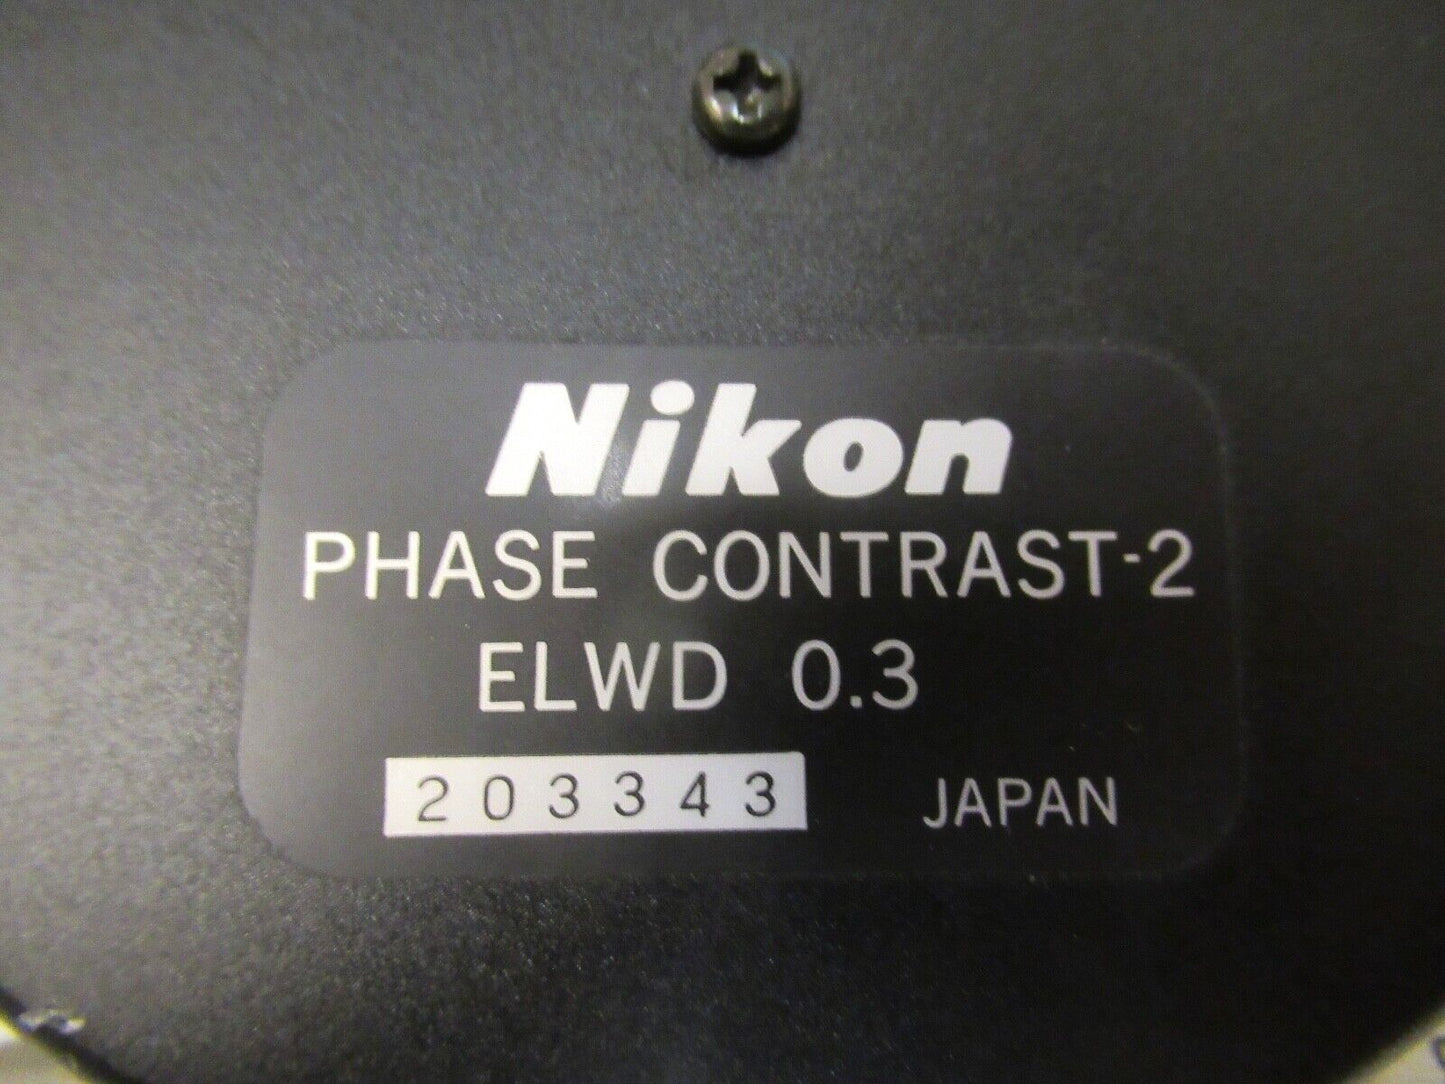 Nikon
PHASE CONTRAST-2
ELWD 0.3
203343 JAPAN